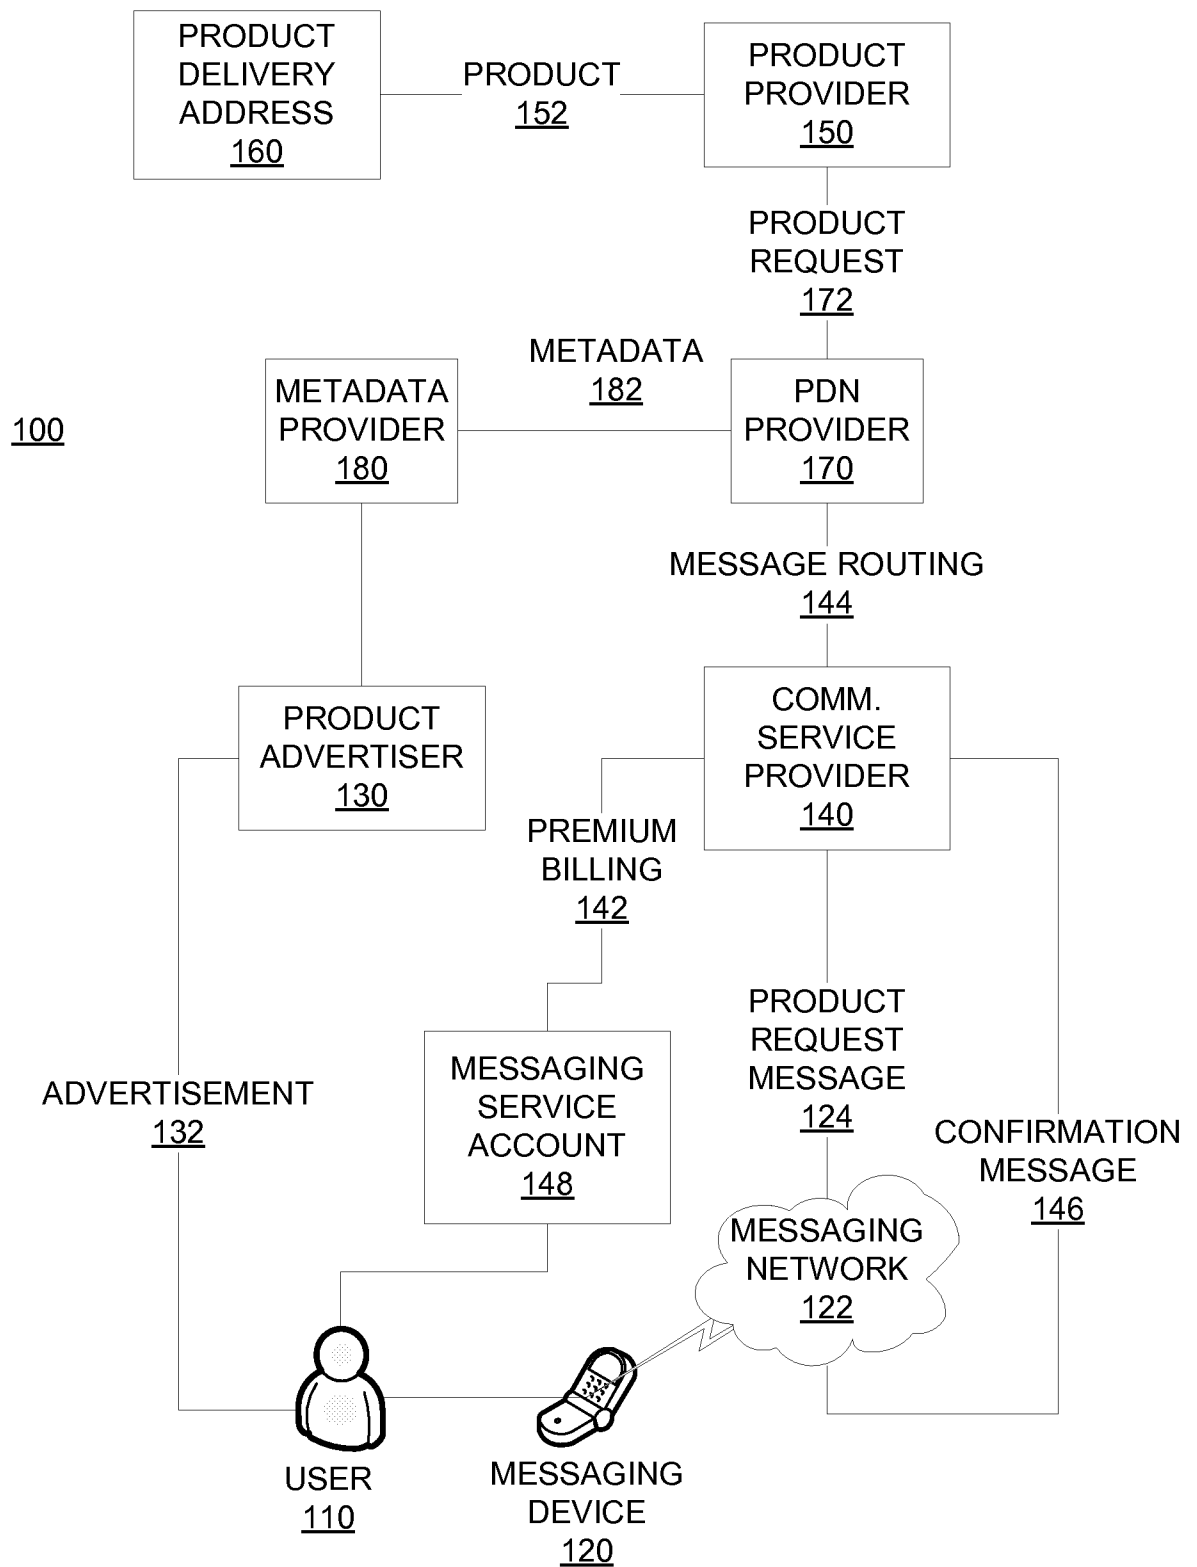 PRODUCT
DELIVERY
ADDRESS
160
PRODUCT
152
PRODUCT
PROVIDER
150
PRODUCT
REQUEST
172
METADATA
182
METADATA
PROVIDER
180
PDN
PROVIDER
170
100
MESSAGE ROUTING
144
PRODUCT
ADVERTISER
130
COMM.
SERVICE
PROVIDER
140
PREMIUM
BILLING
142
PRODUCT
REQUEST
MESSAGE
124
MESSAGING
SERVICE
ACCOUNT
148
ADVERTISEMENT
132
CONFIRMATION
MESSAGE
146
MESSAGING
NETWORK
122
USER
110
MESSAGING
DEVICE
120